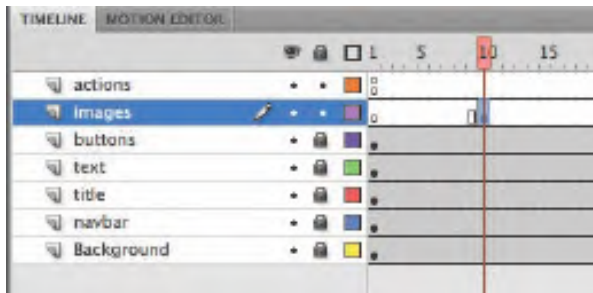 TIMELINE MOTION EDITOR
1 5 10 15
actions
images
buttons
text
title
navbar
Background